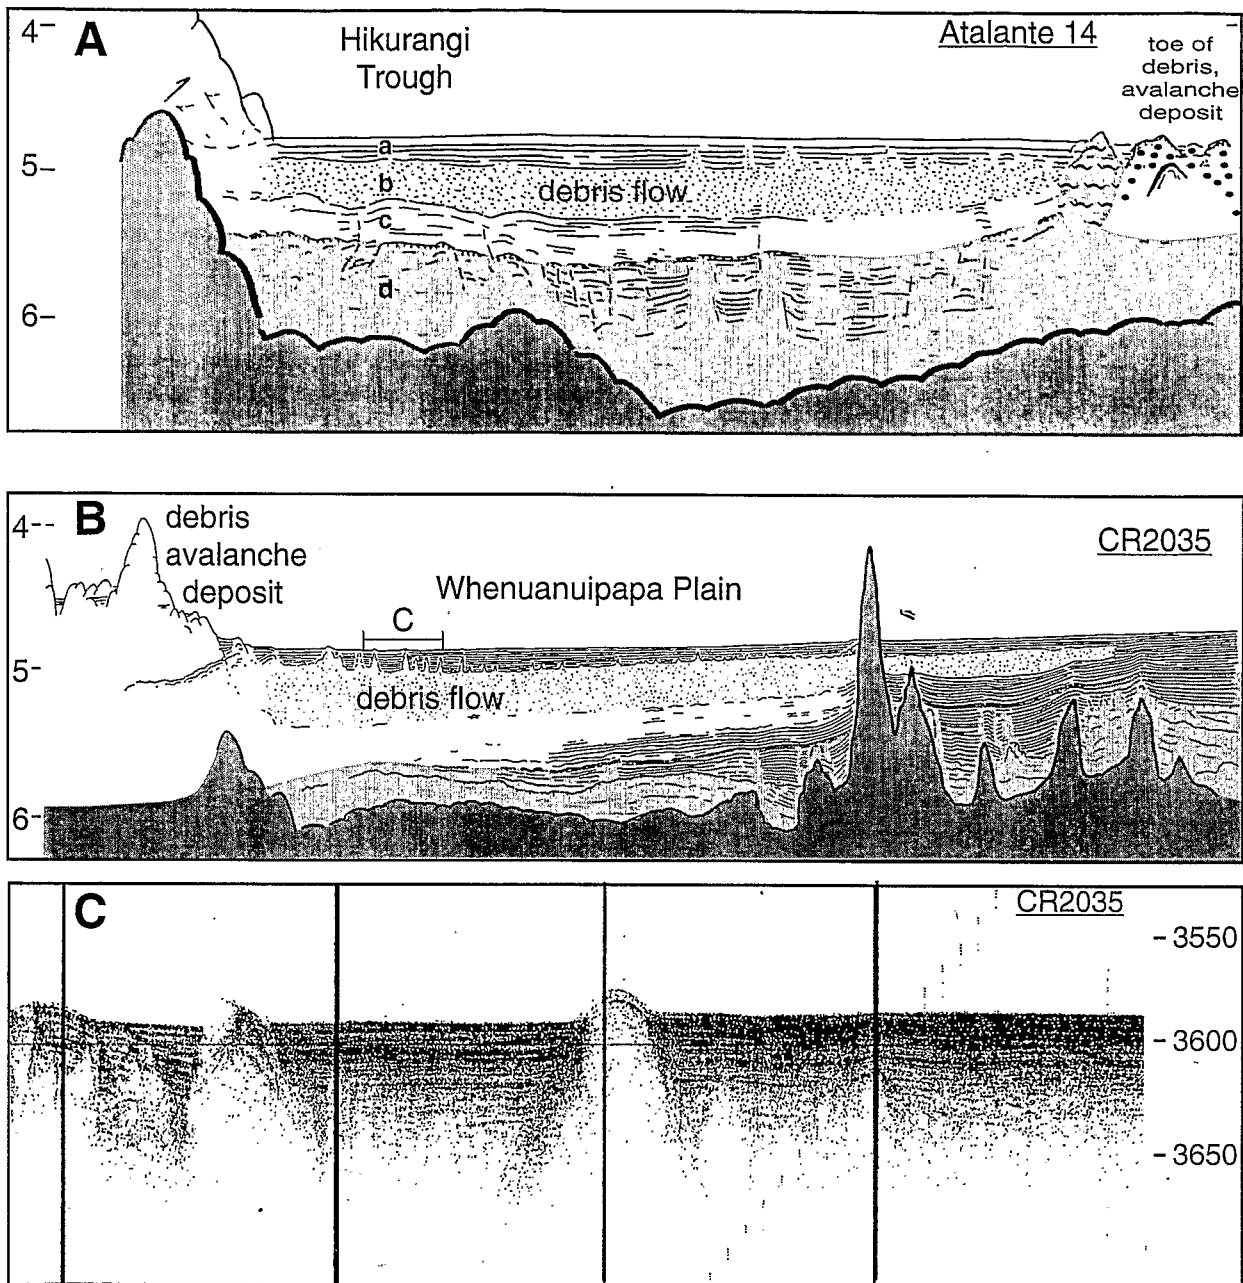 A
Hikurangi
Trough
Atalante 14
toe of
debris,
avalanche
deposit
4
5
6
a
b
debris flow
c
d
B
debris
avalanche
deposit
CR2035
Whenuanuipapa Plain
C
debris flow
4
5
6
C
CR2035
3550
3600
3650